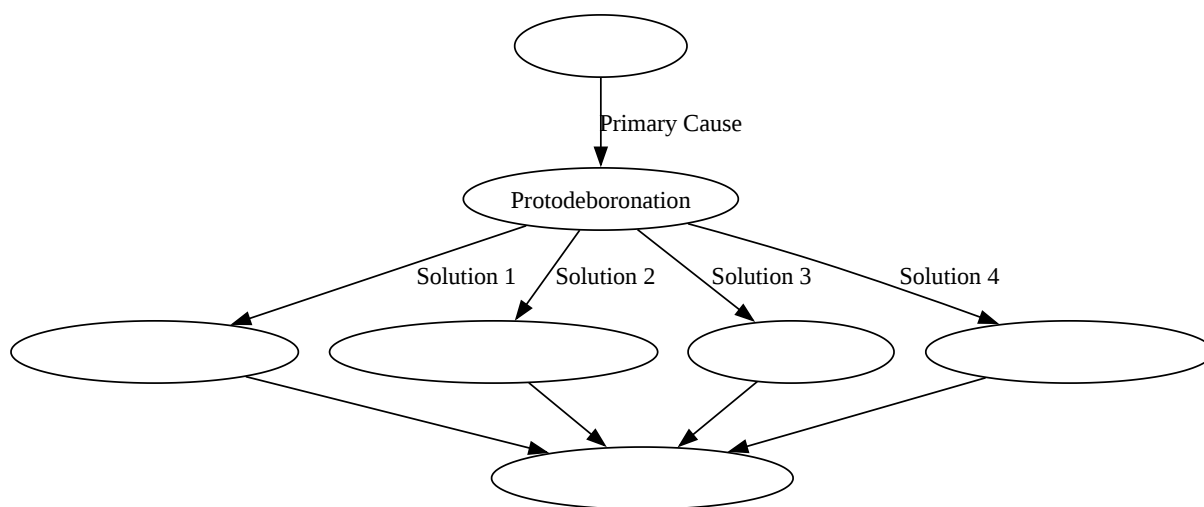 Primary Cause
Protodeboronation
Solution 1
Solution 2
Solution 3
Solution 4